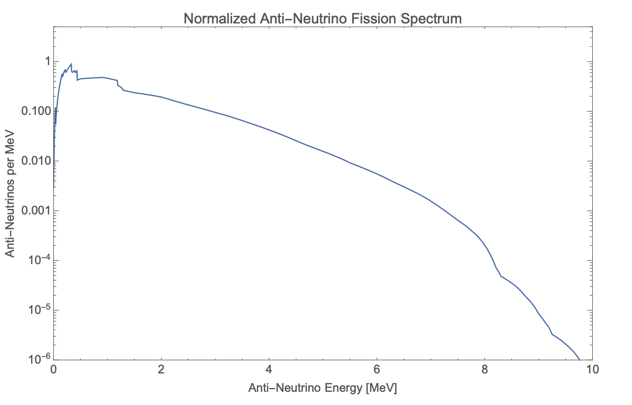 Normalized Anti-Neutrino Fission Spectrum
Anti-Neutrinos per MeV
1
0.100
0.010
0.001
10⁻⁴
10⁻⁵
10⁻⁶
0 2 4 6 8 10
Anti-Neutrino Energy [MeV]